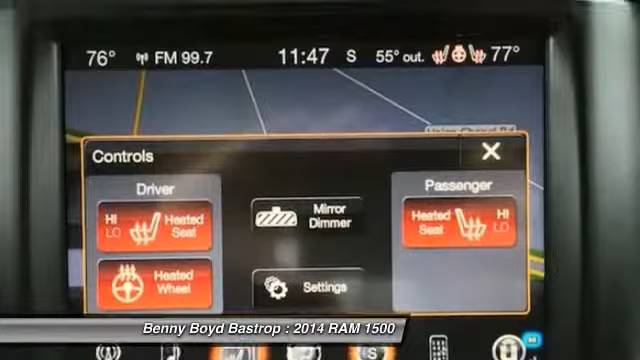 76° FM 99.7 11:47 S 55° out. 77°
Controls X
Driver
HI
LO
Heated
Seat
Heated
Wheel
Mirror
Dimmer
Settings
Passenger
Heated
Seat
HI
LO
Benny Boyd Bastrop : 2014 RAM 1500
S